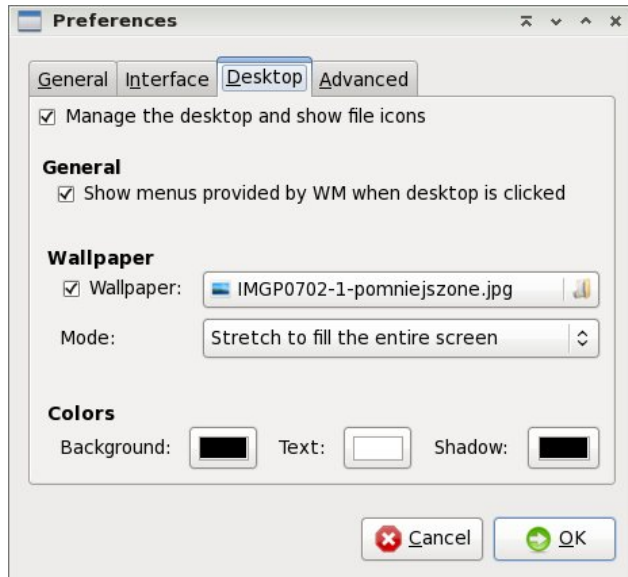 Preferences
General Interface Desktop Advanced
Manage the desktop and show file icons
General
Show menus provided by WM when desktop is clicked
Wallpaper
Wallpaper: IMGP0702-1-pomniejszone.jpg
Mode: Stretch to fill the entire screen
Colors
Background: Text: Shadow:
Cancel OK